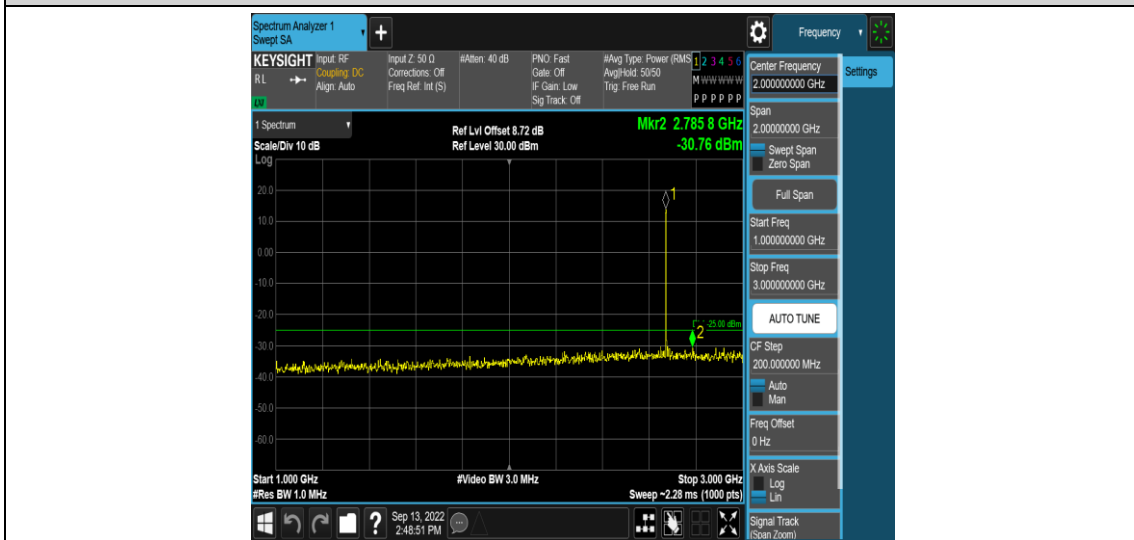 Spectrum Analyzer 1
Swept SA
+
Frequency
KEYSIGHT
RL
Input: RF
Coupling: DC
Align: Auto
Input Z: 50 Ω
Corrections: Off
Freq Ref: Int (S)
#Atten: 40 dB
PNO: Fast
Gate: Off
IF Gain: Low
Sig Track: Off
#Avg Type: Power (RMS
Avg|Hold: 50/50
Trig: Free Run
1 2 3 4 5 6
M W W W W W
P P P P P P
1 Spectrum
Scale/Div 10 dB
Ref Lvl Offset 8.72 dB
Ref Level 30.00 dBm
Mkr2 2.785 8 GHz
-30.76 dBm
Log
20.0
10.0
0.00
-10.0
-20.0
-30.0
-40.0
-50.0
-60.0
1
-25.00 dBm
2
Start 1.000 GHz
#Res BW 1.0 MHz
#Video BW 3.0 MHz
Stop 3.000 GHz
Sweep ~2.28 ms (1000 pts)
Center Frequency
2.000000000 GHz
Settings
Span
2.00000000 GHz
Swept Span
Zero Span
Full Span
Start Freq
1.000000000 GHz
Stop Freq
3.000000000 GHz
AUTO TUNE
CF Step
200.000000 MHz
Auto
Man
Freq Offset
0 Hz
X Axis Scale
Log
Lin
Signal Track
(Span Zoom)
?
Sep 13, 2022
2:48:51 PM